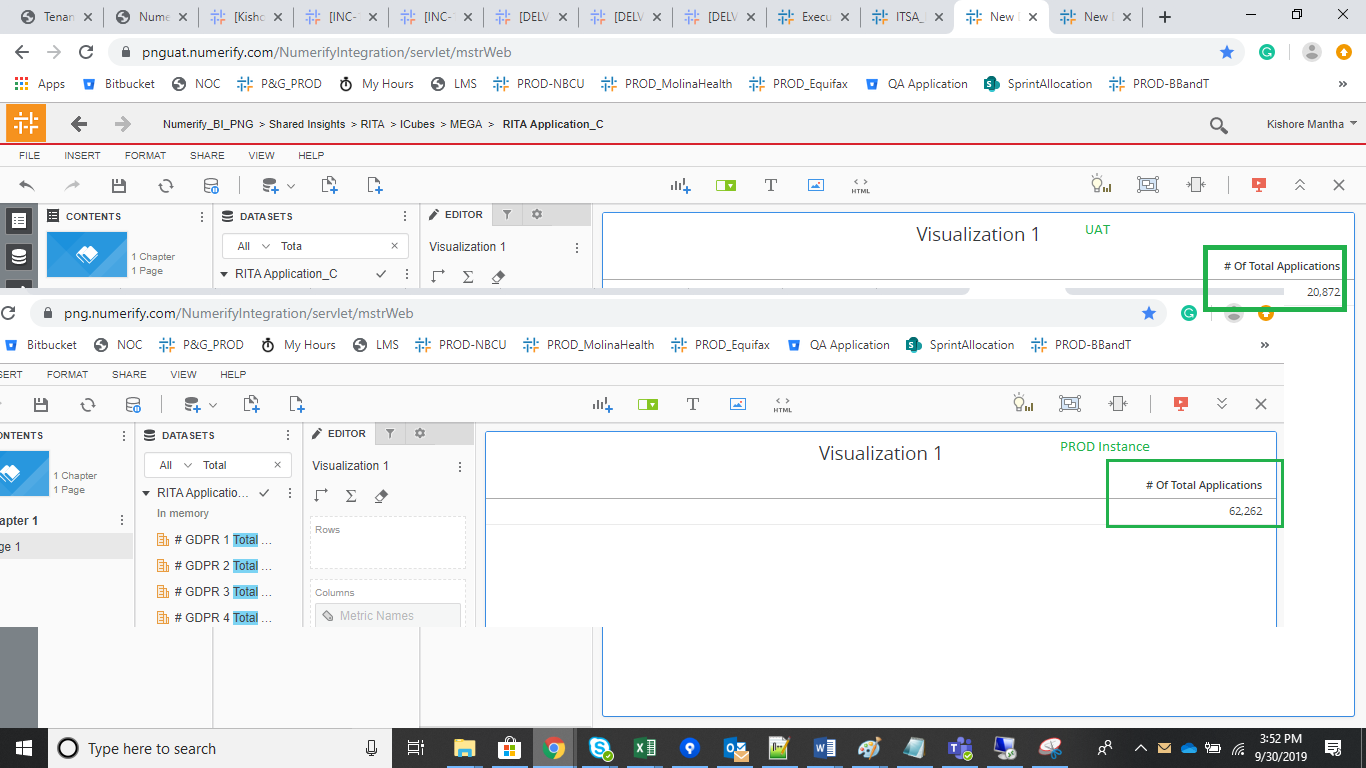 Tenan
Nume
[Kisho
[INC-
[INC-
[DELV
[DELV
[DELV
Execu
ITSA_
New
New
pnguat.numerify.com/NumerifyIntegration/servlet/mstrWeb
Apps
Bitbucket
NOC
P&G_PROD
My Hours
LMS
PROD-NBCU
PROD_MolinaHealth
PROD_Equifax
QA Application
SprintAllocation
PROD-BBandT
Numerify_BI_PNG > Shared Insights > RITA > ICubes > MEGA > RITA Application_C
Kishore Mantha
FILE
INSERT
FORMAT
SHARE
VIEW
HELP
HTML
CONTENTS
1 Chapter
1 Page
DATASETS
All
Tota
RITA Application_C
EDITOR
Visualization 1
Visualization 1
UAT
# Of Total Applications
20,872
png.numerify.com/NumerifyIntegration/servlet/mstrWeb
Bitbucket
NOC
P&G_PROD
My Hours
LMS
PROD-NBCU
PROD_MolinaHealth
PROD_Equifax
QA Application
SprintAllocation
PROD-BBandT
SERT
FORMAT
SHARE
VIEW
HELP
HTML
ONTENTS
1 Chapter
1 Page
apter 1
ge 1
DATASETS
All
Total
RITA Applicatio...
In memory
# GDPR 1 Total ...
# GDPR 2 Total ...
# GDPR 3 Total ...
# GDPR 4 Total ...
EDITOR
Visualization 1
Rows
Columns
Metric Names
Visualization 1
PROD Instance
# Of Total Applications
62,262
Type here to search
3:52 PM
9/30/2019